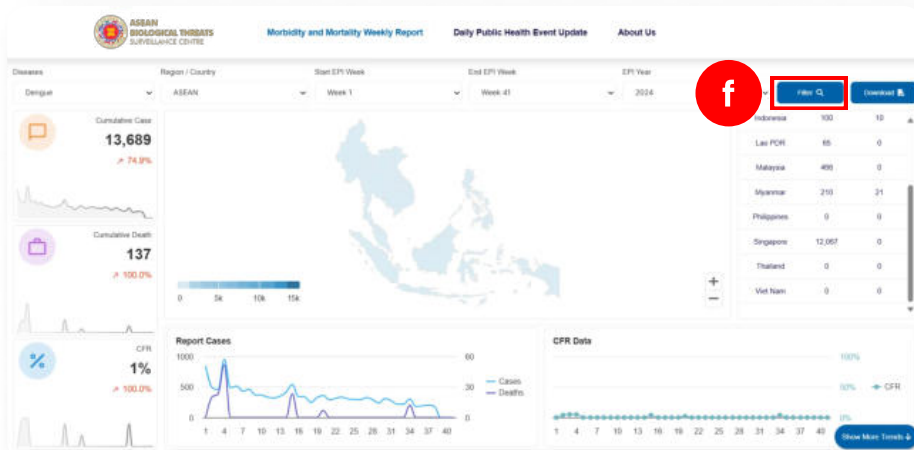 ASEAN
BIOLOGICAL THREATS
SURVEILLANCE CENTRE
Morbidity and Mortality Weekly Report
Daily Public Health Event Update
About Us
Diseases
Region / Country
Start EPI Week
End EPI Week
EPI Year
Dengue
ASEAN
Week 1
Week 41
2024
f
Filter
Download
Cumulative Case
13,689
74.9%
Cumulative Death
137
100.0%
CFR
1%
100.0%
0 5k 10k 15k
+
−
Indonesia 100 10
Lao PDR 65 0
Malaysia 0
Myanmar 210 21
Philippines 0 0
Singapore 12,067 0
Thailand 0 0
Viet Nam 0 0
Report Cases
1000
500
0
60
30
0
Cases
Deaths
1 4 7 10 13 16 19 22 25 28 31 34 37 40
CFR Data
100%
50%
0%
CFR
1 4 7 10 13 16 19 22 25 28 31 34 37 40
Show More Trends